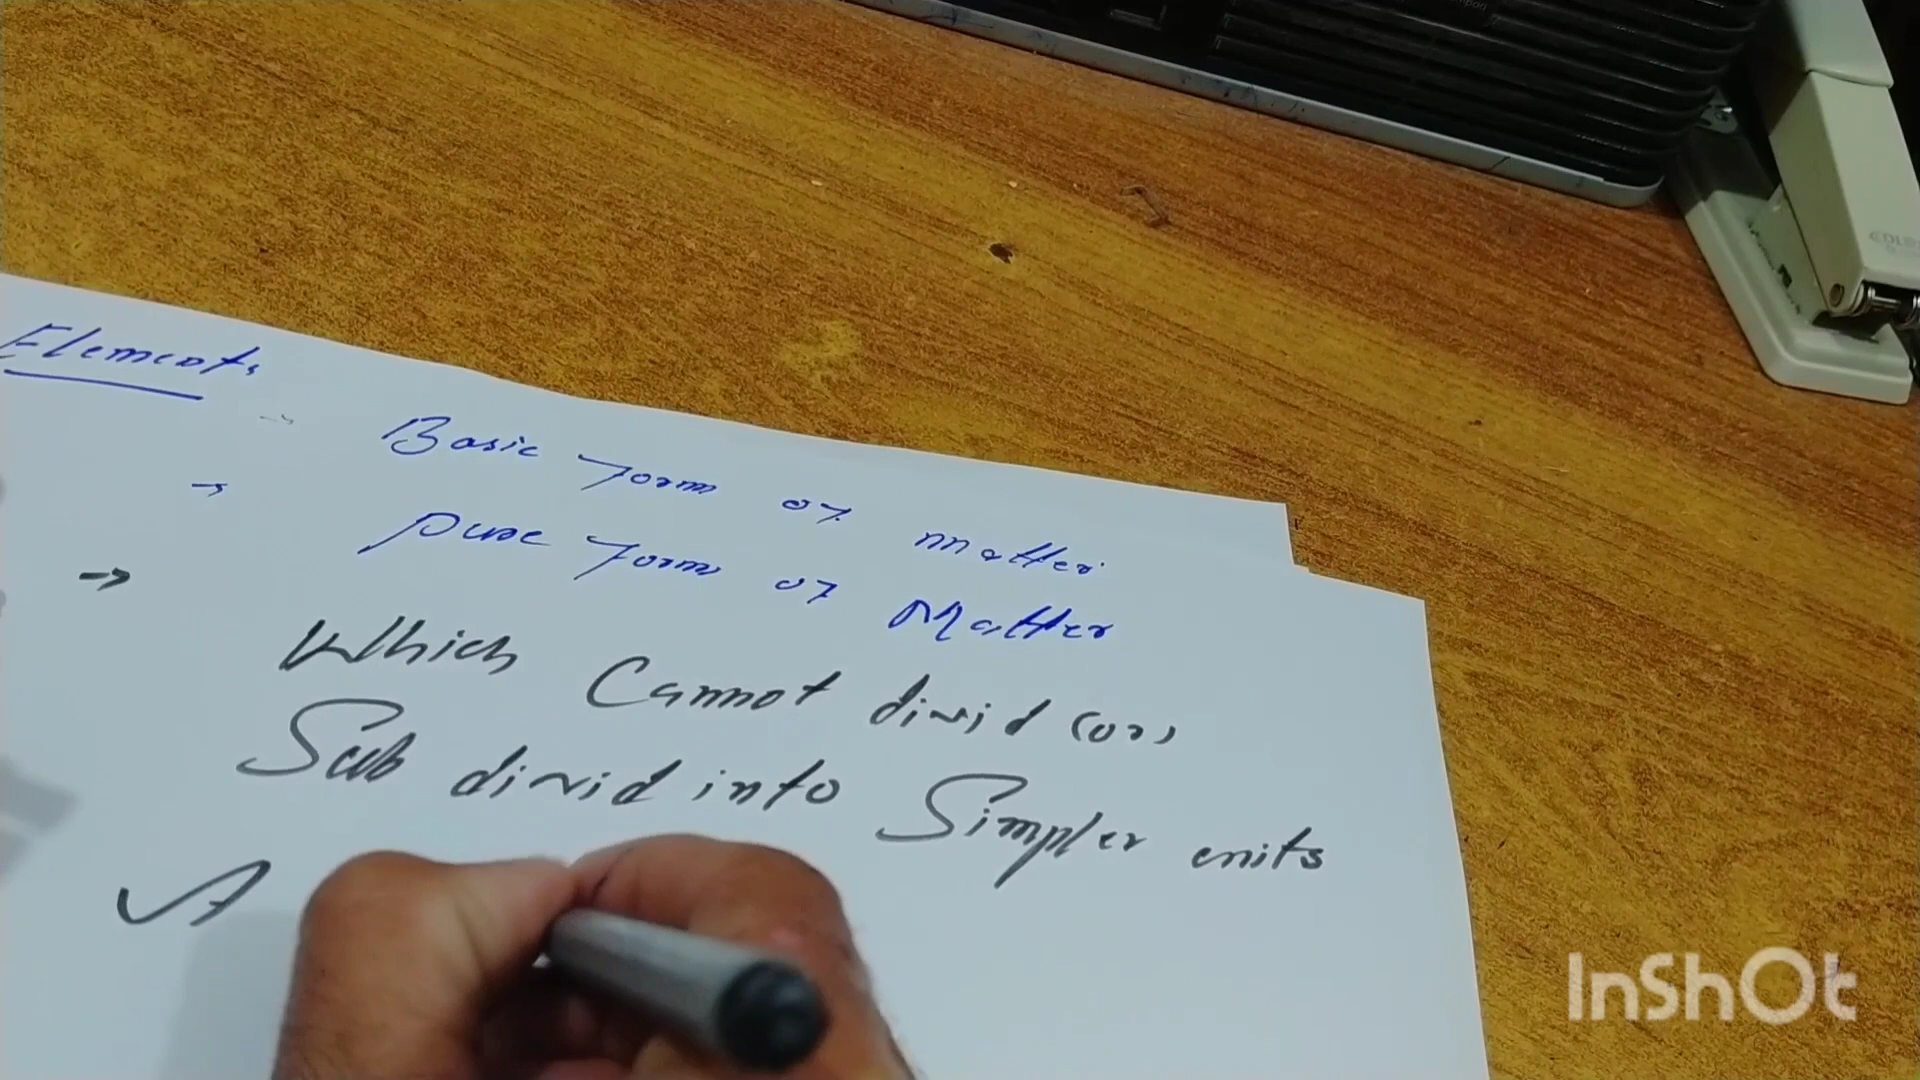 Elements
→ Basic form of matter
→ pure form of Matter
→ Which Cannot divid (or)
Sub divid into Simpler units
A
InShOt